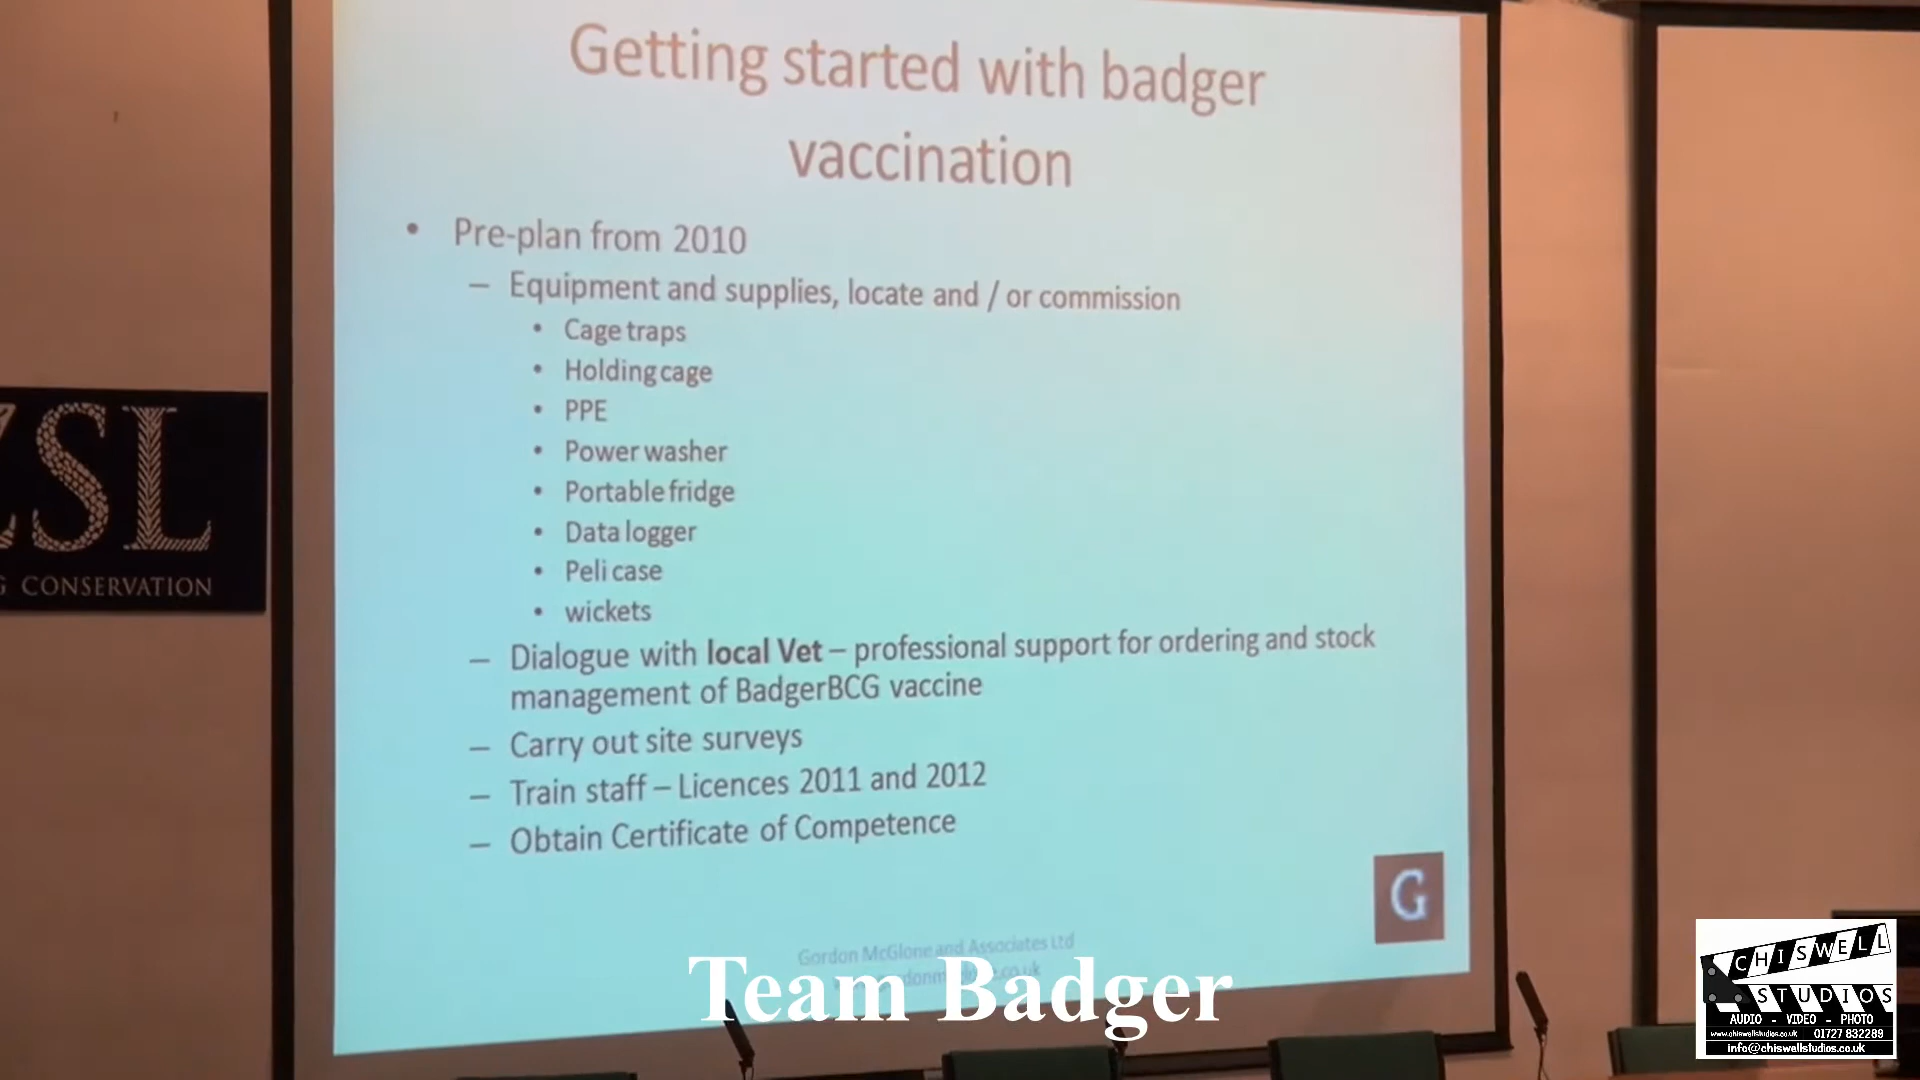 Getting started with badger
vaccination
• Pre-plan from 2010
– Equipment and supplies, locate and / or commission
• Cage traps
• Holding cage
• PPE
• Power washer
• Portable fridge
• Data logger
• Peli case
• wickets
– Dialogue with local Vet – professional support for ordering and stock
management of BadgerBCG vaccine
– Carry out site surveys
– Train staff – Licences 2011 and 2012
– Obtain Certificate of Competence
G
Gordon McGlone and Associates Ltd
ZSL
CONSERVATION
Team Badger
CHISWELL
STUDIOS
AUDIO - VIDEO - PHOTO
www.chiswellstudios.co.uk 01727 832289
info@chiswellstudios.co.uk